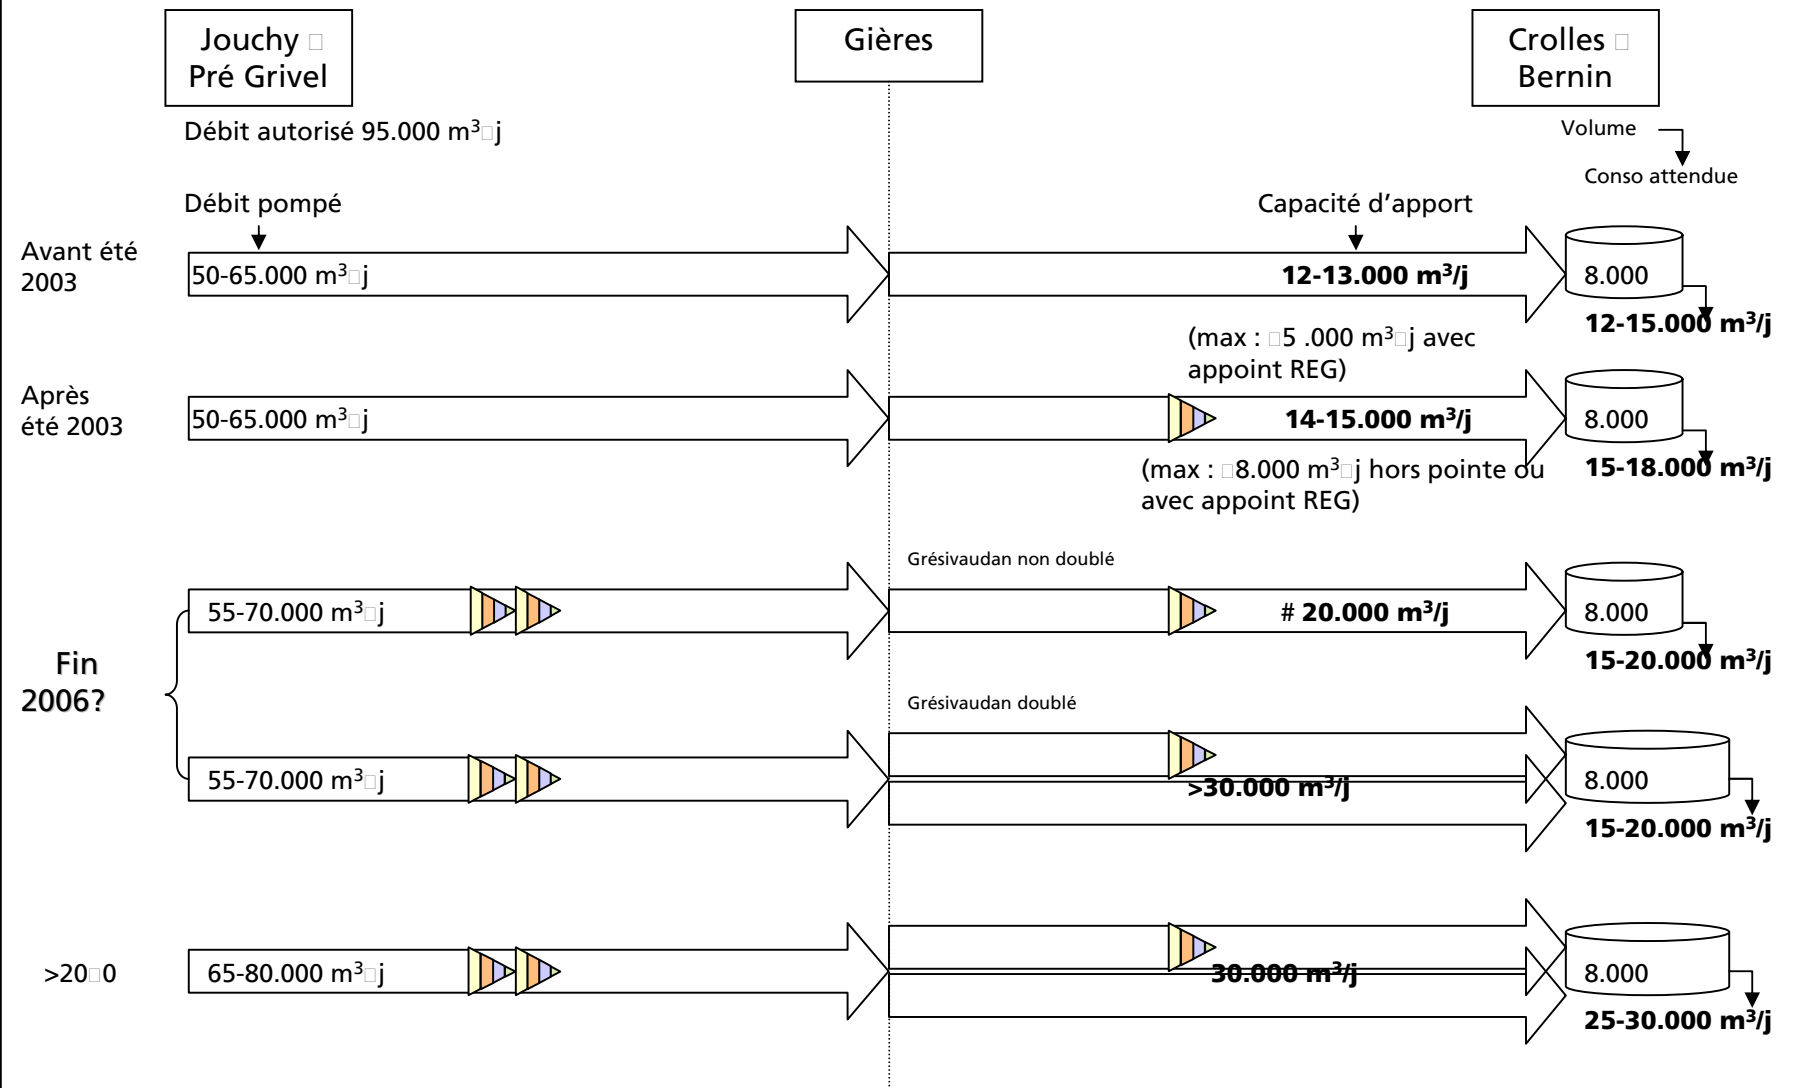 Jouchy □
Pré Grivel
Gières
Crolles □
Bernin
Débit autorisé 95.000 m³□j
Volume
Conso attendue
Débit pompé
Capacité d’apport
Avant été
2003
50-65.000 m³□j
12-13.000 m³/j
8.000
12-15.000 m³/j
(max : □5 .000 m³□j avec
appoint REG)
Après
été 2003
50-65.000 m³□j
14-15.000 m³/j
8.000
15-18.000 m³/j
(max : □8.000 m³□j hors pointe ou
avec appoint REG)
Grésivaudan non doublé
55-70.000 m³□j
# 20.000 m³/j
8.000
15-20.000 m³/j
Fin
2006?
Grésivaudan doublé
55-70.000 m³□j
>30.000 m³/j
8.000
15-20.000 m³/j
>20□0
65-80.000 m³□j
30.000 m³/j
8.000
25-30.000 m³/j